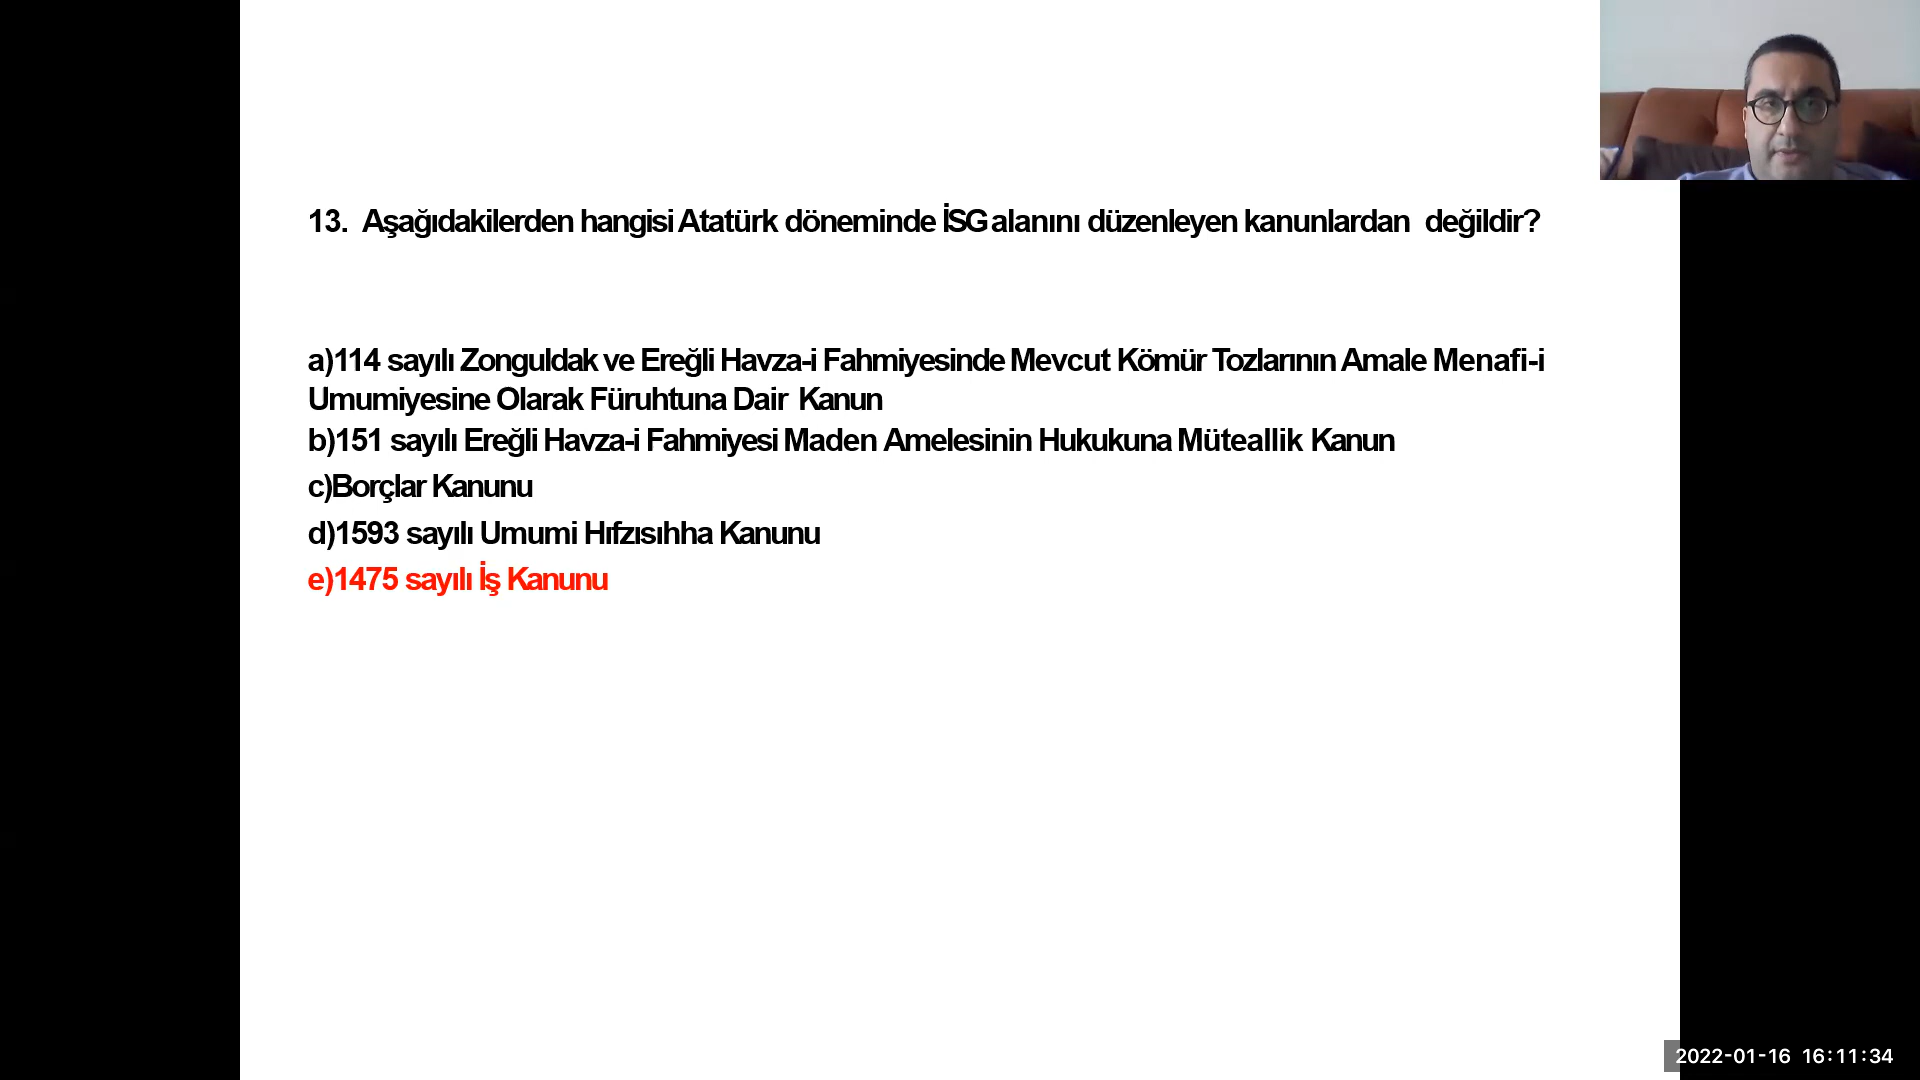 13. Aşağıdakilerden hangisi Atatürk döneminde İSG alanını düzenleyen kanunlardan değildir?
a)114 sayılı Zonguldak ve Ereğli Havza-i Fahmiyesinde Mevcut Kömür Tozlarının Amale Menafi-i
Umumiyesine Olarak Füruhtuna Dair Kanun
b)151 sayılı Ereğli Havza-i Fahmiyesi Maden Amelesinin Hukukuna Müteallik Kanun
c)Borçlar Kanunu
d)1593 sayılı Umumi Hıfzısıhha Kanunu
e)1475 sayılı İş Kanunu
2022-01-16 16:11:34